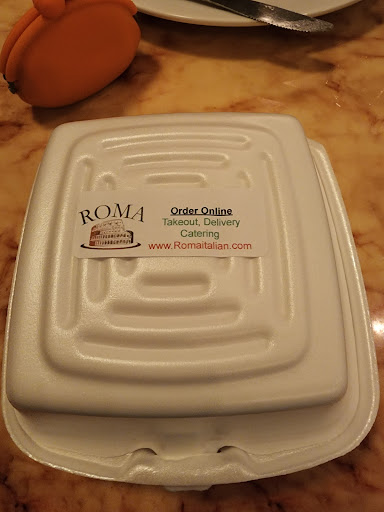 ROMA
Order Online
Takeout, Delivery
Catering
www.Romaitalian.com